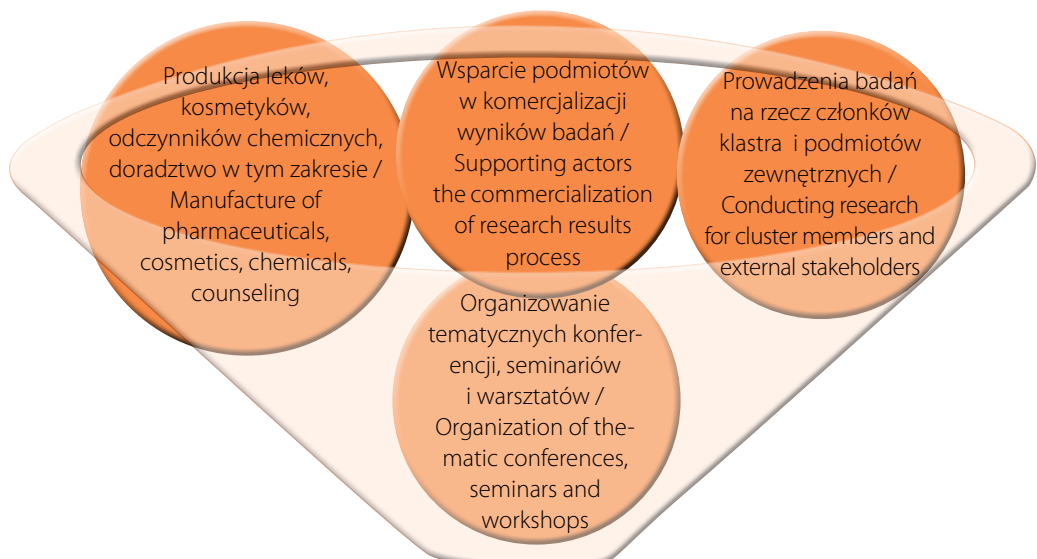 Produkcja leków,
kosmetyków,
odczynników chemicznych,
doradztwo w tym zakresie /
Manufacture of
pharmaceuticals,
cosmetics, chemicals,
counseling
Wsparcie podmiotów
w komercjalizacji
wyników badań /
Supporting actors
the commercialization
of research results
process
Prowadzenia badań
na rzecz członków
klastra i podmiotów
zewnętrznych /
Conducting research
for cluster members and
external stakeholders
Organizowanie
tematycznych konfer-
encji, seminariów
i warsztatów /
Organization of the-
matic conferences,
seminars and
workshops